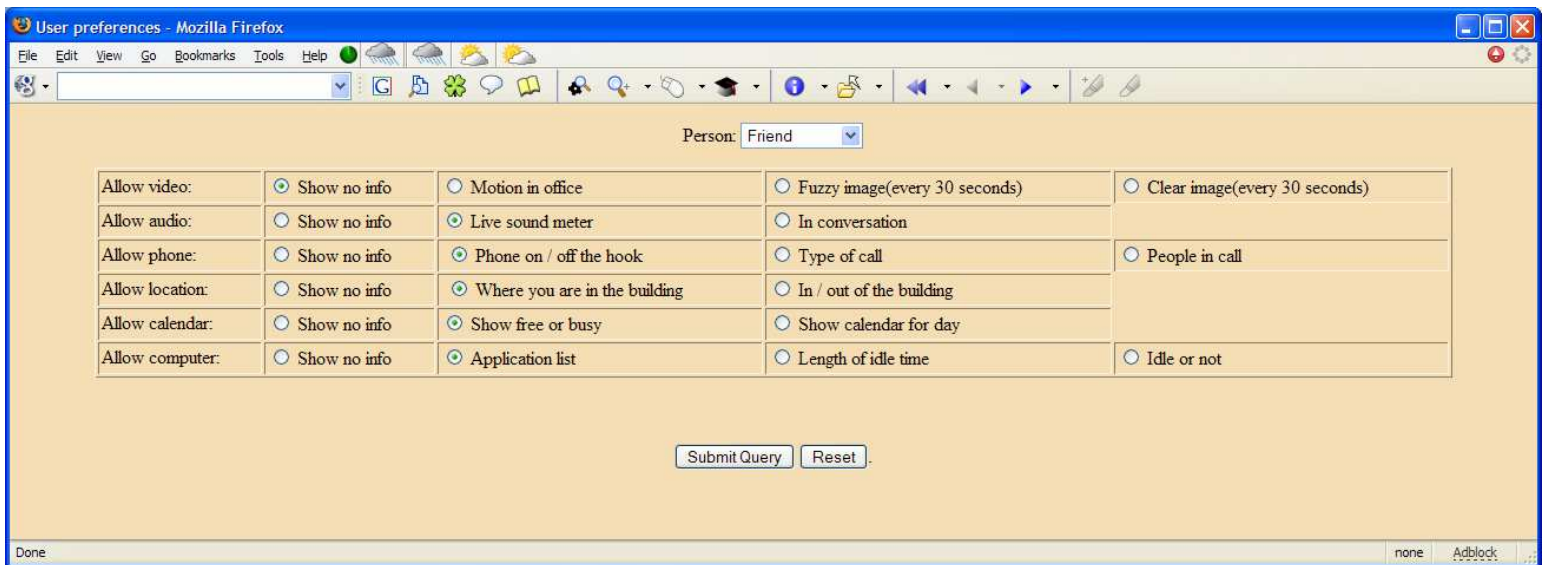 User preferences - Mozilla Firefox
File Edit View Go Bookmarks Tools Help
G
Person: Friend
Allow video: Show no info Motion in office Fuzzy image(every 30 seconds) Clear image(every 30 seconds)
Allow audio: Show no info Live sound meter In conversation
Allow phone: Show no info Phone on / off the hook Type of call People in call
Allow location: Show no info Where you are in the building In / out of the building
Allow calendar: Show no info Show free or busy Show calendar for day
Allow computer: Show no info Application list Length of idle time Idle or not
Submit Query Reset .
Done none Adblock